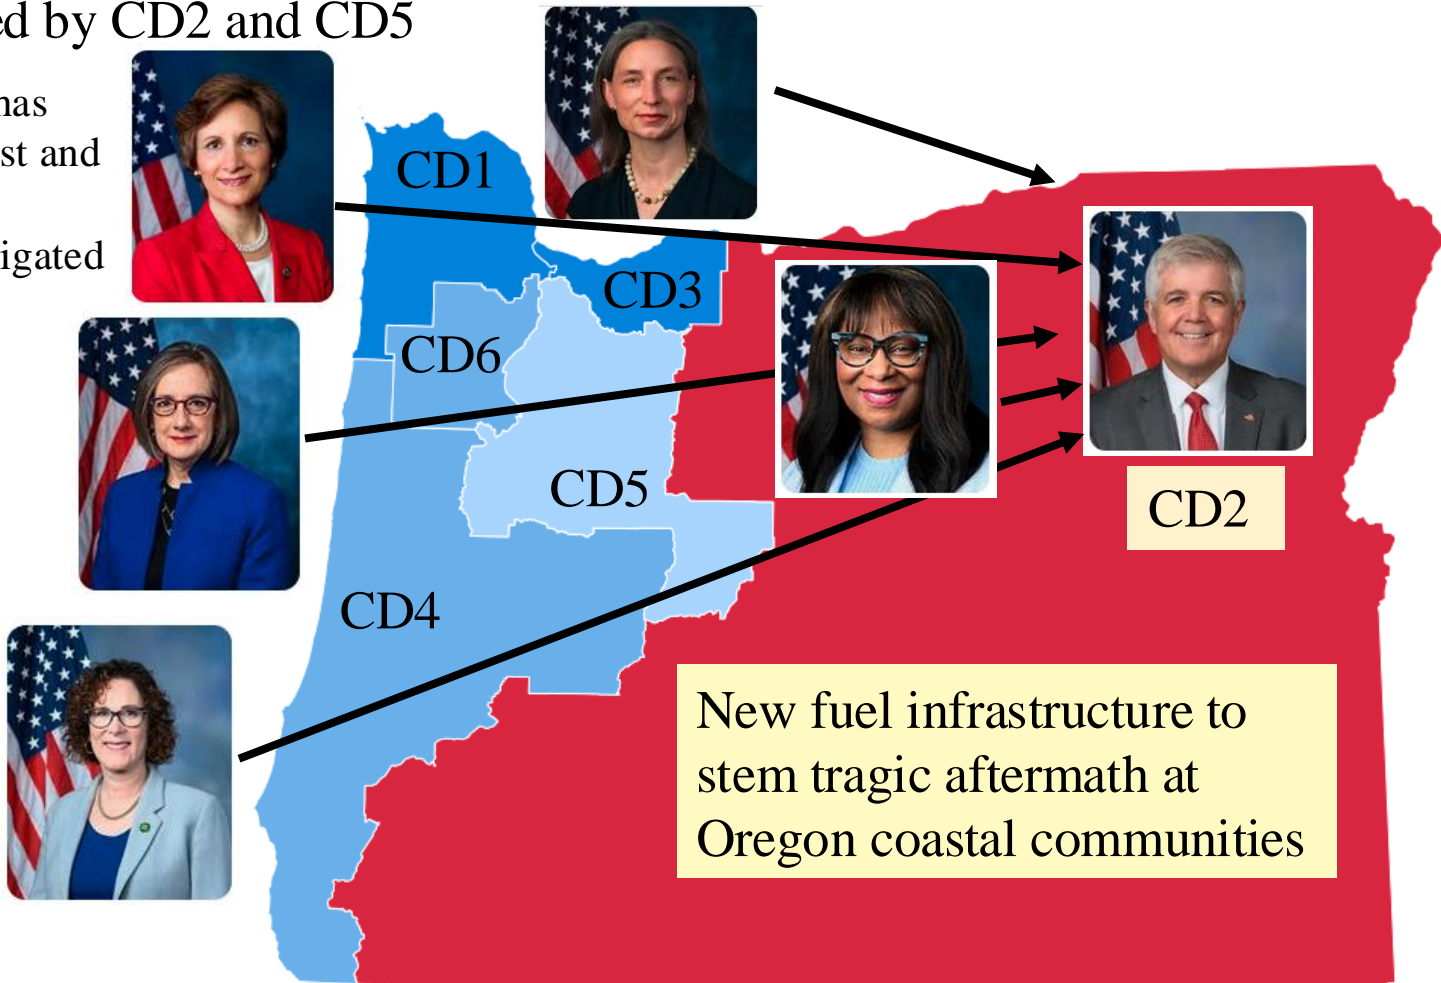 ed by CD2 and CD5
has
st and
igated
CD1
CD3
CD6
CD5
CD2
CD4
New fuel infrastructure to
stem tragic aftermath at
Oregon coastal communities